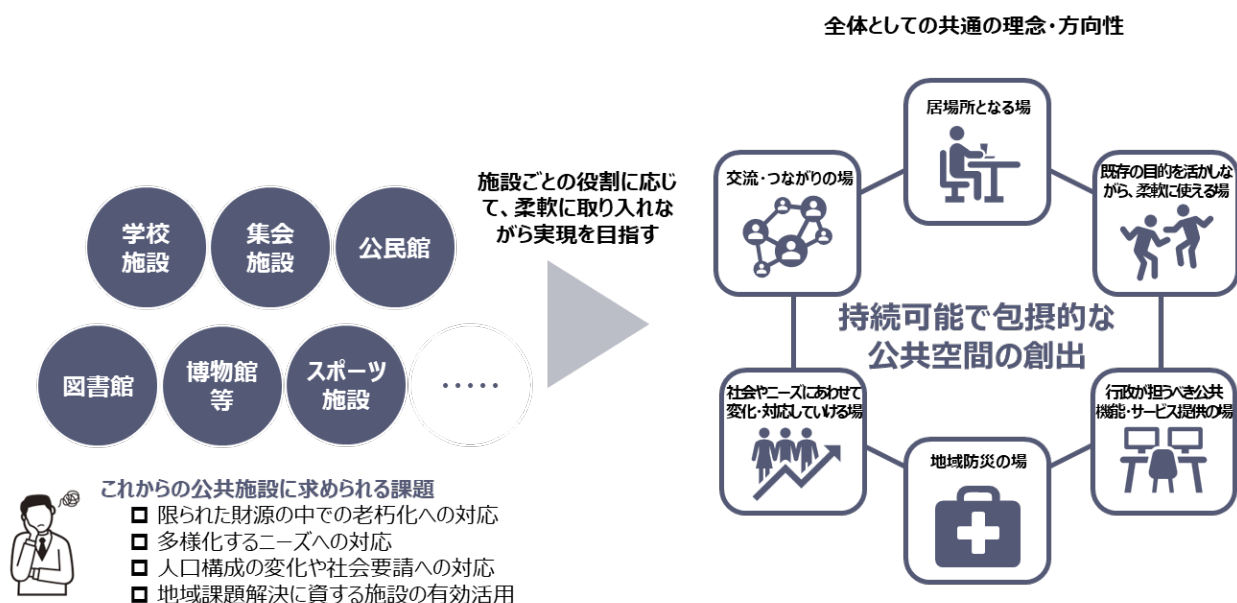 全体としての共通の理念・方向性
居場所となる場
交流・つながりの場
既存の目的を活かしな
がら、柔軟に使える場
施設ごとの役割に応じ
て、柔軟に取り入れな
がら実現を目指す
学校
施設
集会
施設
公民館
図書館
博物館
等
スポーツ
施設
・・・・・
持続可能で包摂的な
公共空間の創出
社会やニーズにあわせて
変化・対応していける場
行政が担うべき公共
機能・サービス提供の場
地域防災の場
これからの公共施設に求められる課題
限られた財源の中での老朽化への対応
多様化するニーズへの対応
人口構成の変化や社会要請への対応
地域課題解決に資する施設の有効活用